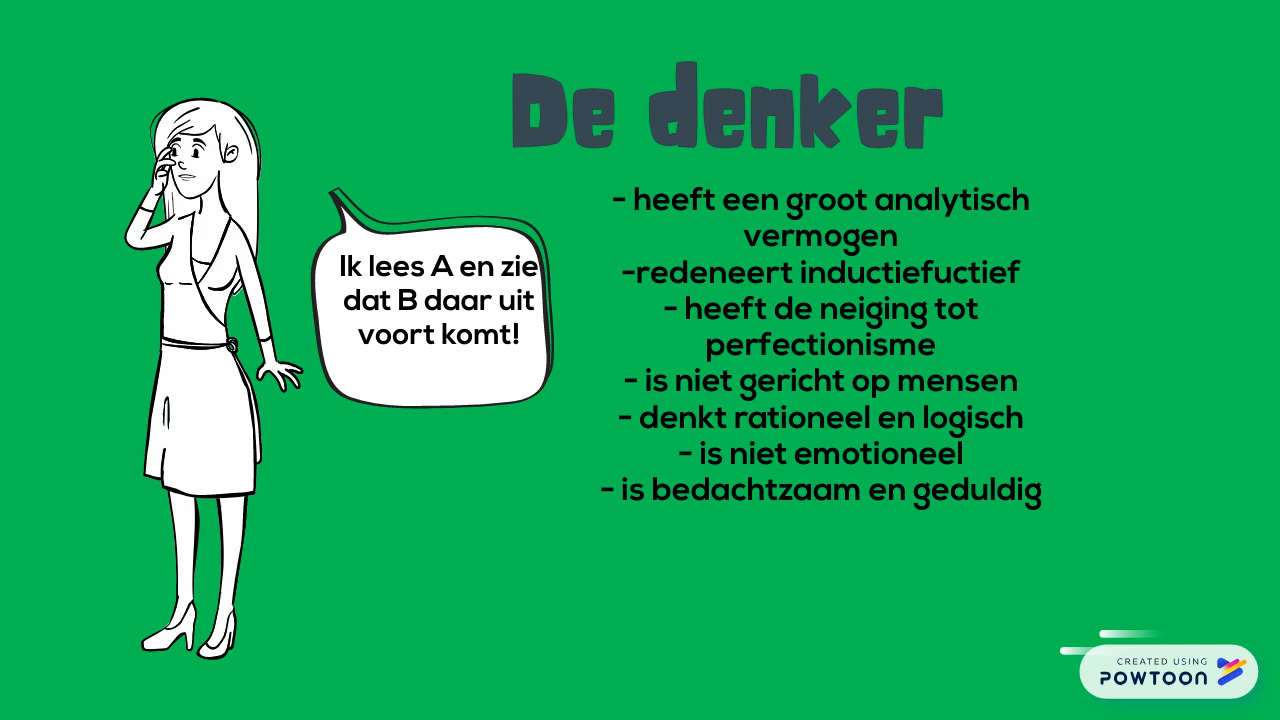 De denker
- heeft een groot analytisch
vermogen
-redeneert inductiefuctief
- heeft de neiging tot
perfectionisme
- is niet gericht op mensen
- denkt rationeel en logisch
- is niet emotioneel
- is bedachtzaam en geduldig
Ik lees A en zie
dat B daar uit
voort komt!
CREATED USING
POWTOON